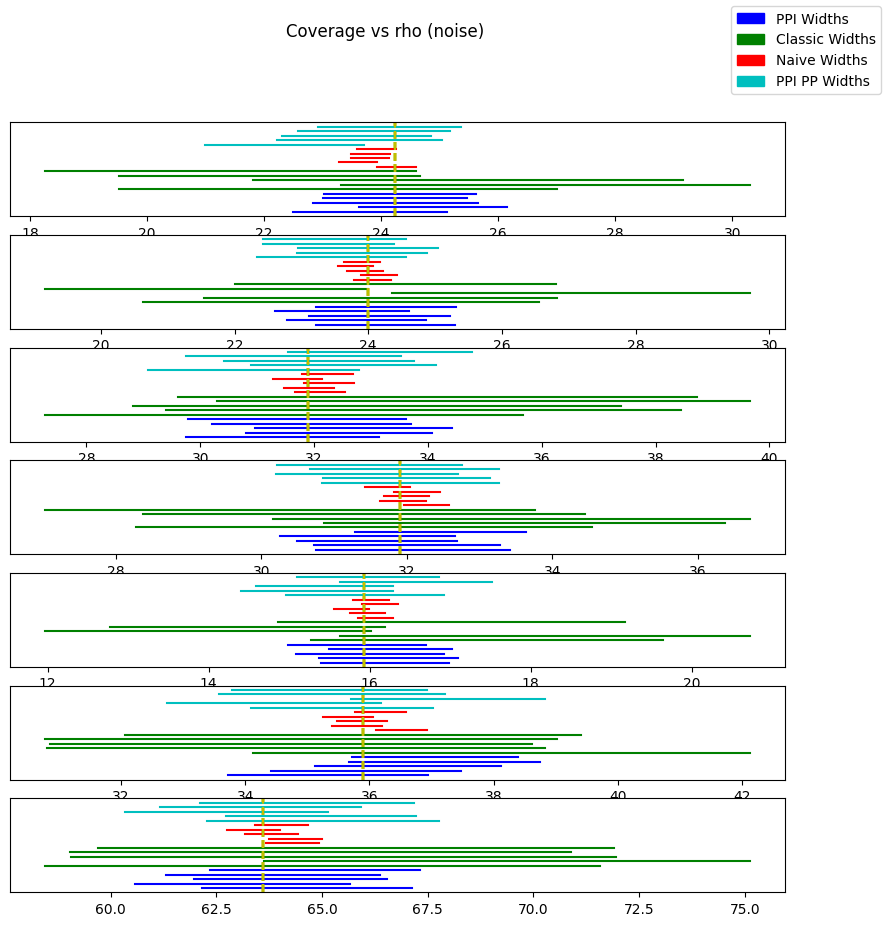 Coverage vs rho (noise)
PPI Widths
Classic Widths
Naive Widths
PPI PP Widths
18 20 22 24 26 28 30
20 22 24 26 28 30
28 30 32 34 36 38 40
28 30 32 34 36
12 14 16 18 20
32 34 36 38 40 42
60.0 62.5 65.0 67.5 70.0 72.5 75.0